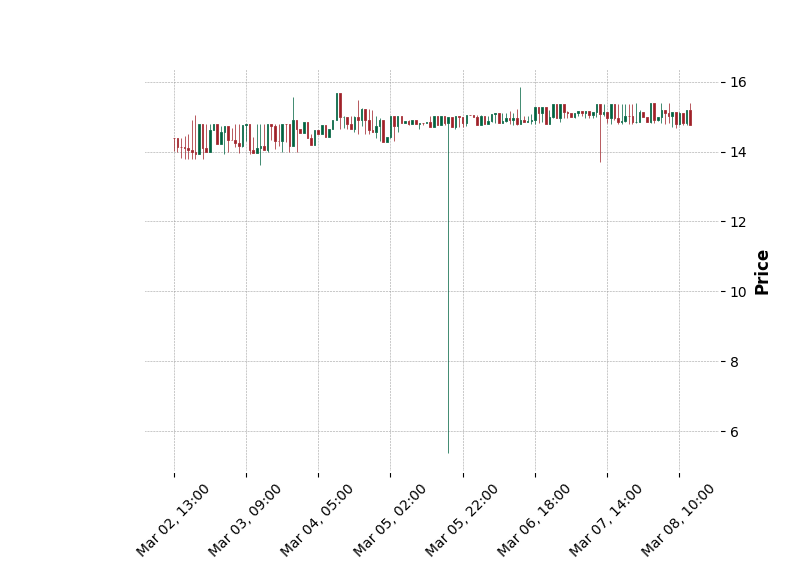 16
14
12
10
8
6
Price
Mar 02, 13:00
Mar 03, 09:00
Mar 04, 05:00
Mar 05, 02:00
Mar 05, 22:00
Mar 06, 18:00
Mar 07, 14:00
Mar 08, 10:00